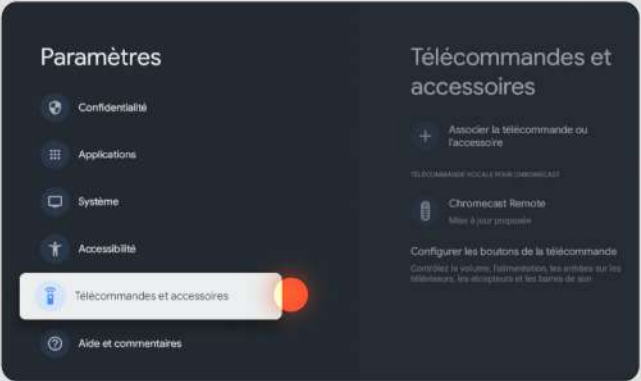 Paramètres
Confidentialité
Applications
Système
Accessibilité
Télécommandes et accessoires
Aide et commentaires
Télécommandes et
accessoires
Associer la télécommande ou
l'accessoire
TÉLÉCOMMANDE VOCALE POUR CHROMECAST
Chromecast Remote
Mise à jour proposée
Configurer les boutons de la télécommande
Contrôlez le volume, l'alimentation, les entrées sur les
téléviseurs, les récepteurs et les barres de son